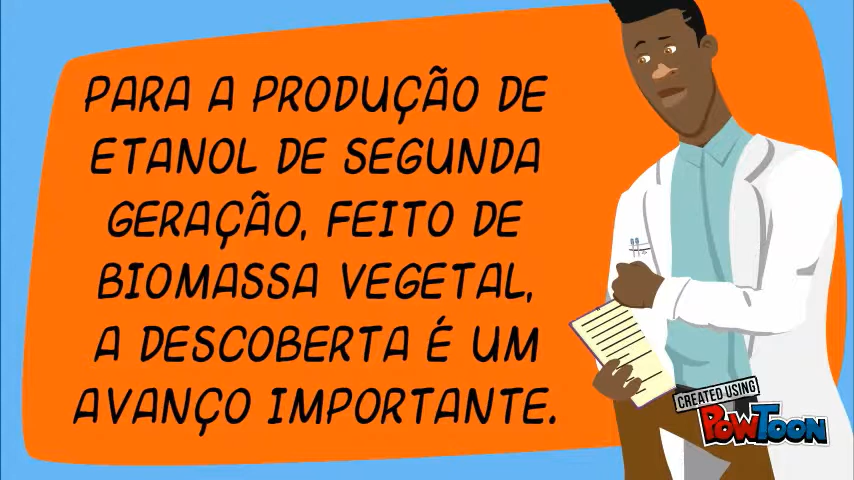 PARA A PRODUÇÃO DE
ETANOL DE SEGUNDA
GERAÇÃO, FEITO DE
BIOMASSA VEGETAL,
A DESCOBERTA É UM
AVANÇO IMPORTANTE.
CREATED USING
POWTOON